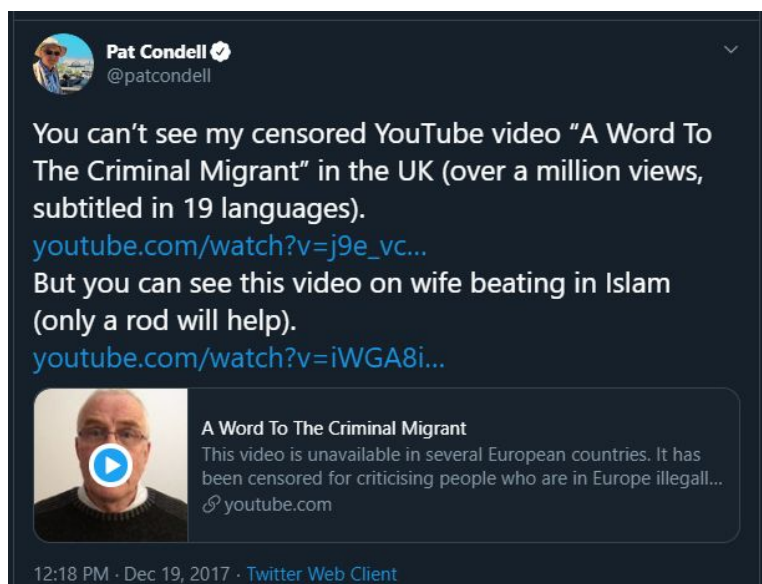 Pat Condell
@patcondell
You can’t see my censored YouTube video “A Word To
The Criminal Migrant” in the UK (over a million views,
subtitled in 19 languages).
youtube.com/watch?v=j9e_vc...
But you can see this video on wife beating in Islam
(only a rod will help).
youtube.com/watch?v=iWGA8i...
A Word To The Criminal Migrant
This video is unavailable in several European countries. It has
been censored for criticising people who are in Europe illegall...
youtube.com
12:18 PM · Dec 19, 2017 · Twitter Web Client